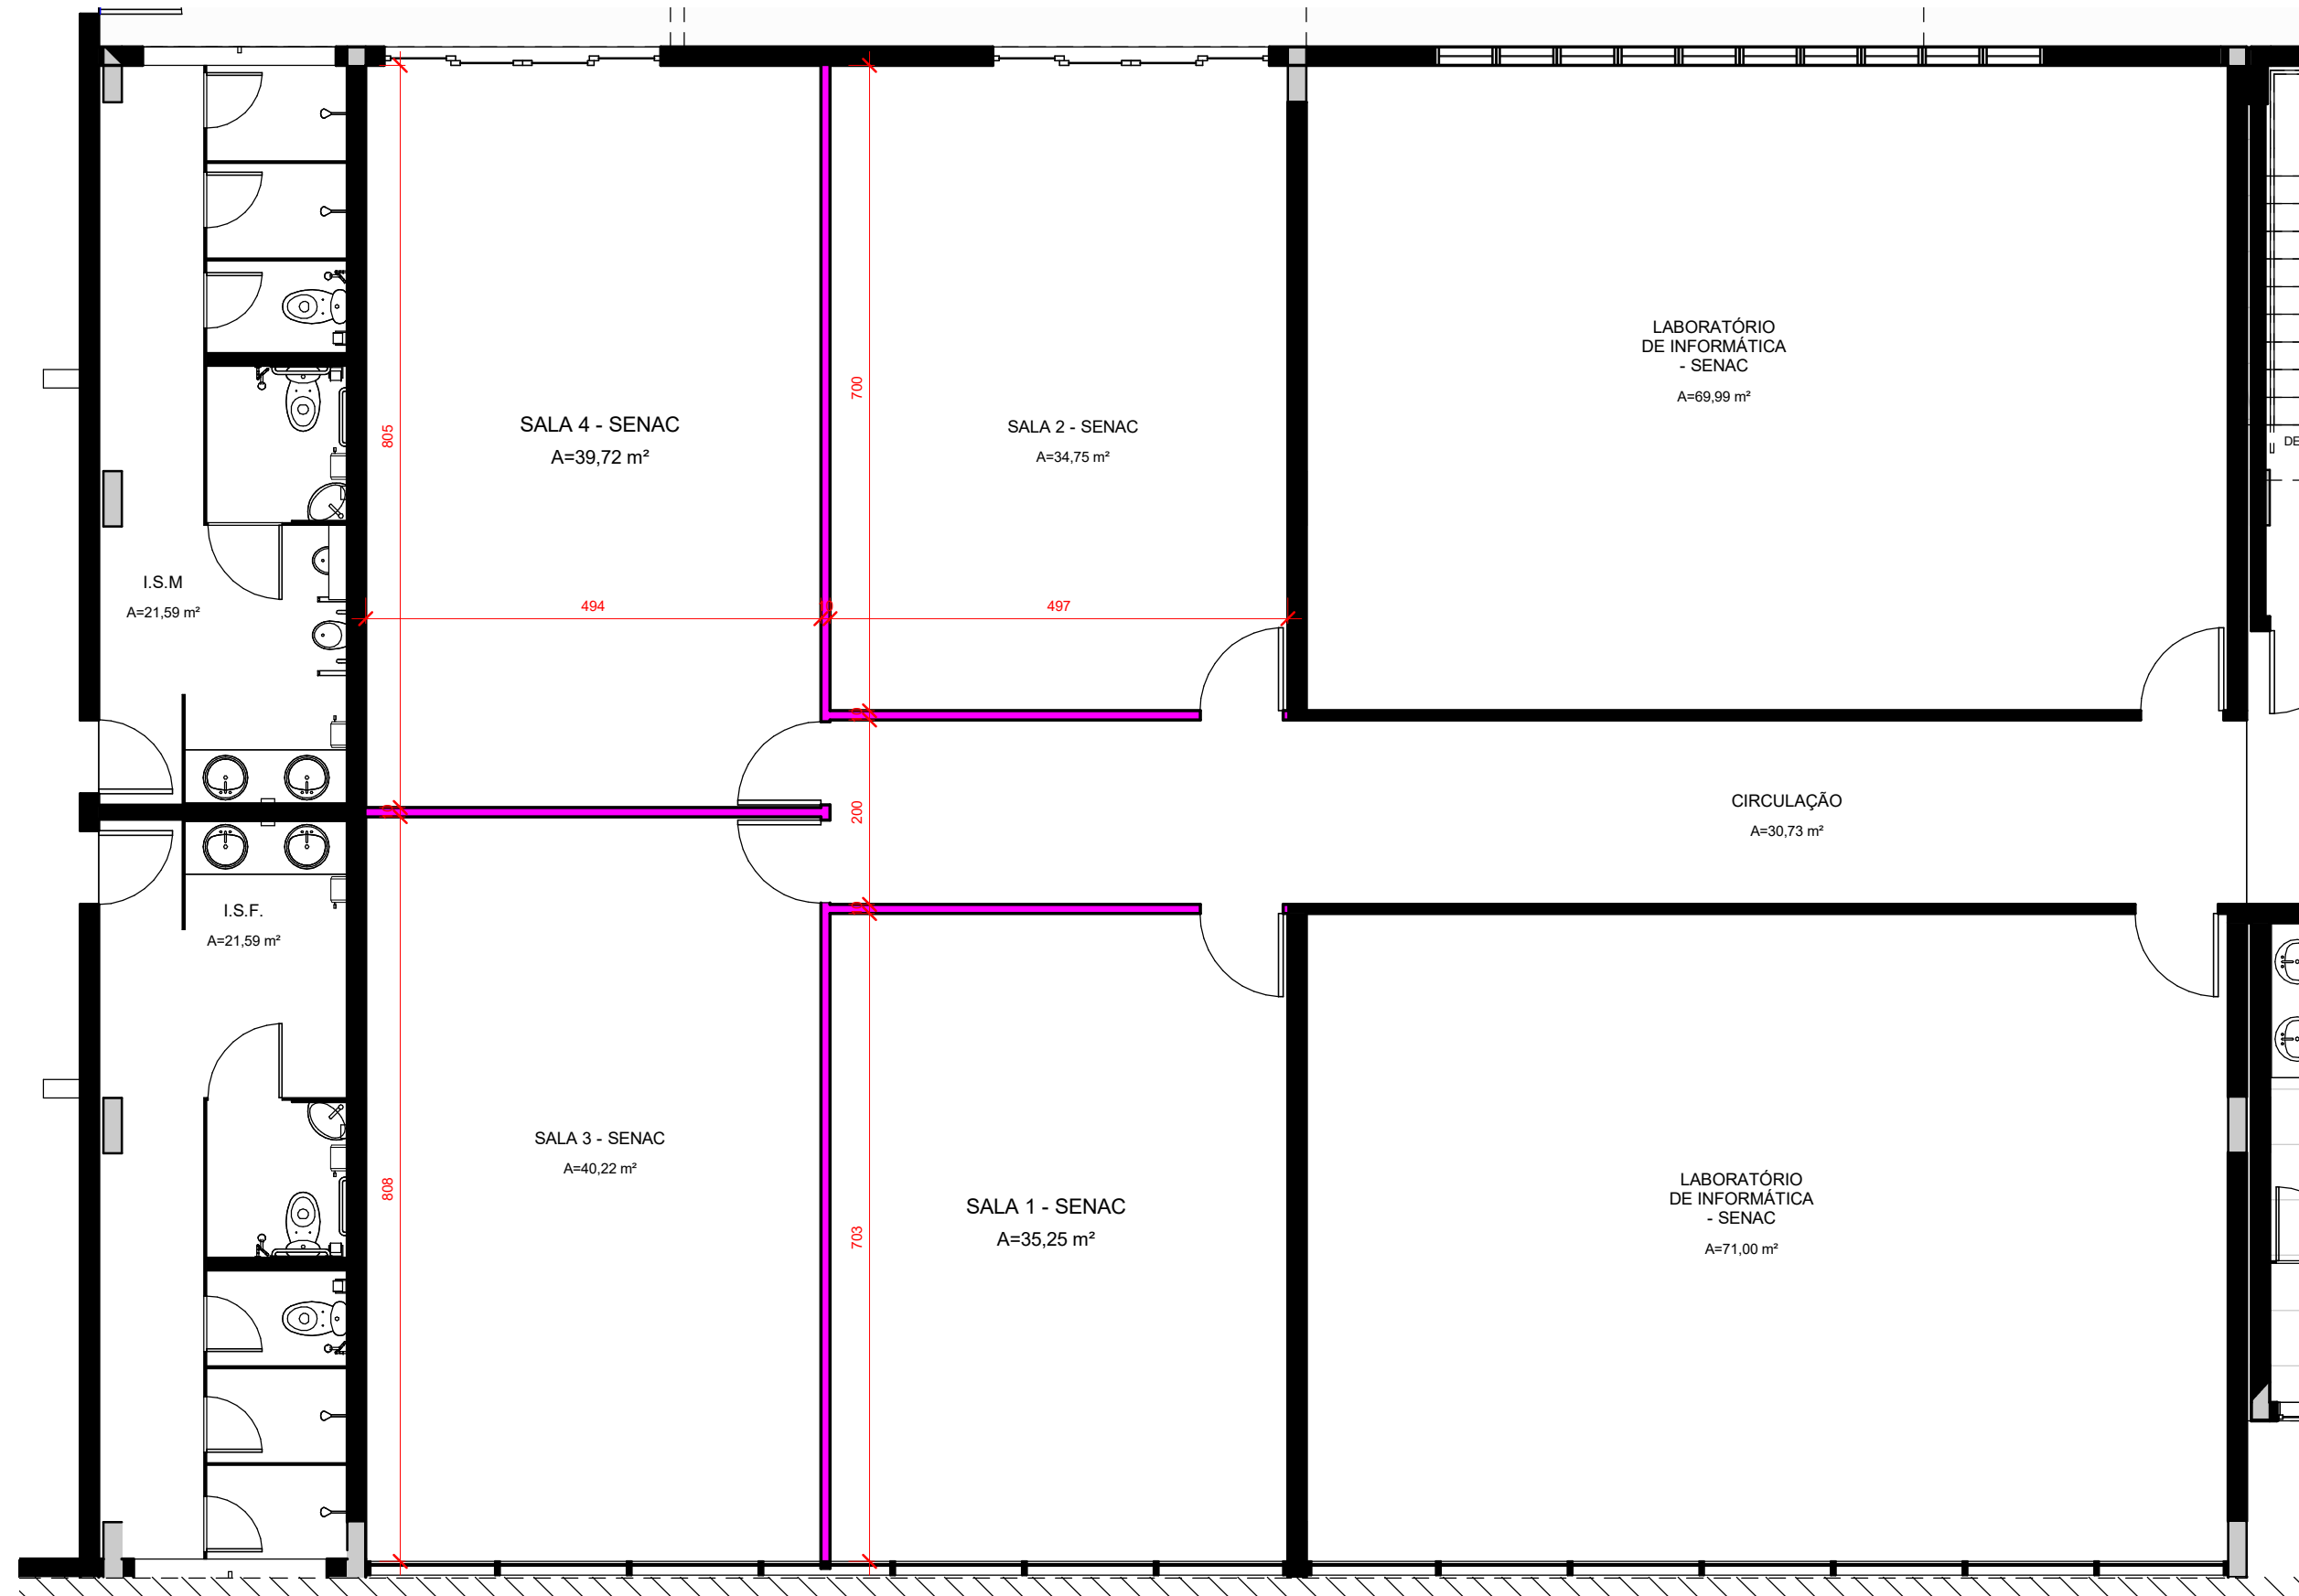 LABORATÓRIO
DE INFORMÁTICA
- SENAC
A=69,99 m²
700
SALA 4 - SENAC
A=39,72 m²
805
SALA 2 - SENAC
A=34,75 m²
DE
I.S.M
A=21,59 m²
494
497
CIRCULAÇÃO
A=30,73 m²
200
I.S.F.
A=21,59 m²
SALA 3 - SENAC
A=40,22 m²
808
SALA 1 - SENAC
A=35,25 m²
703
LABORATÓRIO
DE INFORMÁTICA
- SENAC
A=71,00 m²